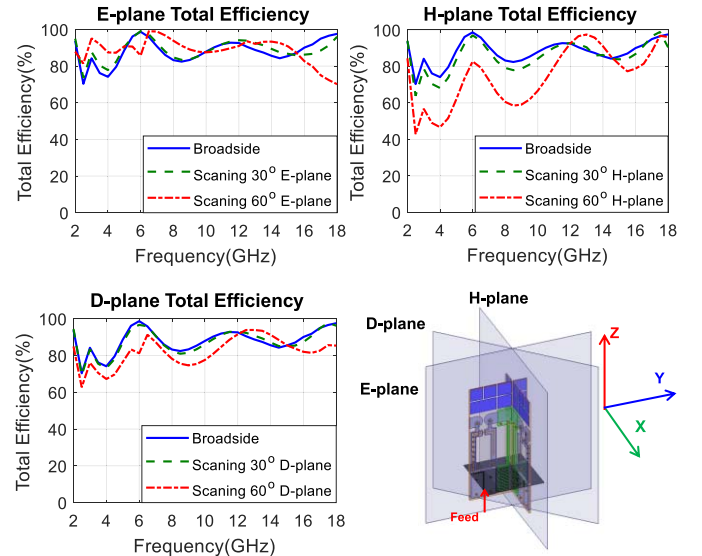 E-plane Total Efficiency
Total Efficiency(%)
100
80
60
40
20
0
Broadside
Scaning 30° E-plane
Scaning 60° E-plane
2 4 6 8 10 12 14 16 18
Frequency(GHz)
H-plane Total Efficiency
Total Efficiency(%)
100
80
60
40
20
0
Broadside
Scaning 30° H-plane
Scaning 60° H-plane
2 4 6 8 10 12 14 16 18
Frequency(GHz)
D-plane Total Efficiency
Total Efficiency(%)
100
80
60
40
20
0
Broadside
Scaning 30° D-plane
Scaning 60° D-plane
2 4 6 8 10 12 14 16 18
Frequency(GHz)
H-plane
D-plane
E-plane
Z
Y
X
Feed